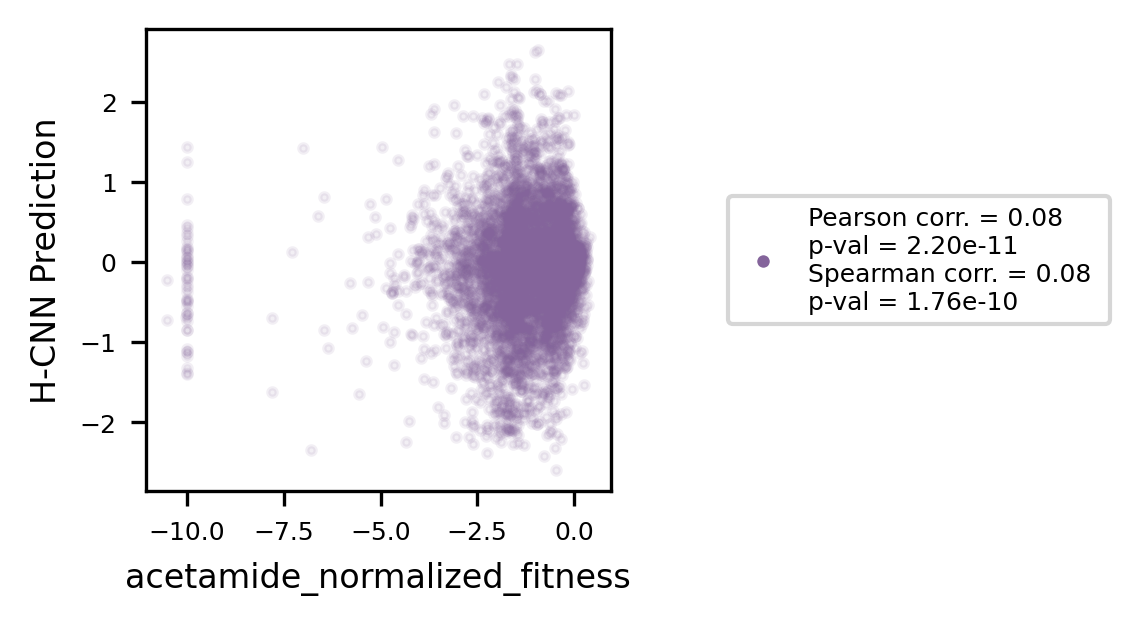 H-CNN Prediction
2
1
0
−1
−2
−10.0
−7.5
−5.0
−2.5
0.0
acetamide_normalized_fitness
Pearson corr. = 0.08
p-val = 2.20e-11
Spearman corr. = 0.08
p-val = 1.76e-10